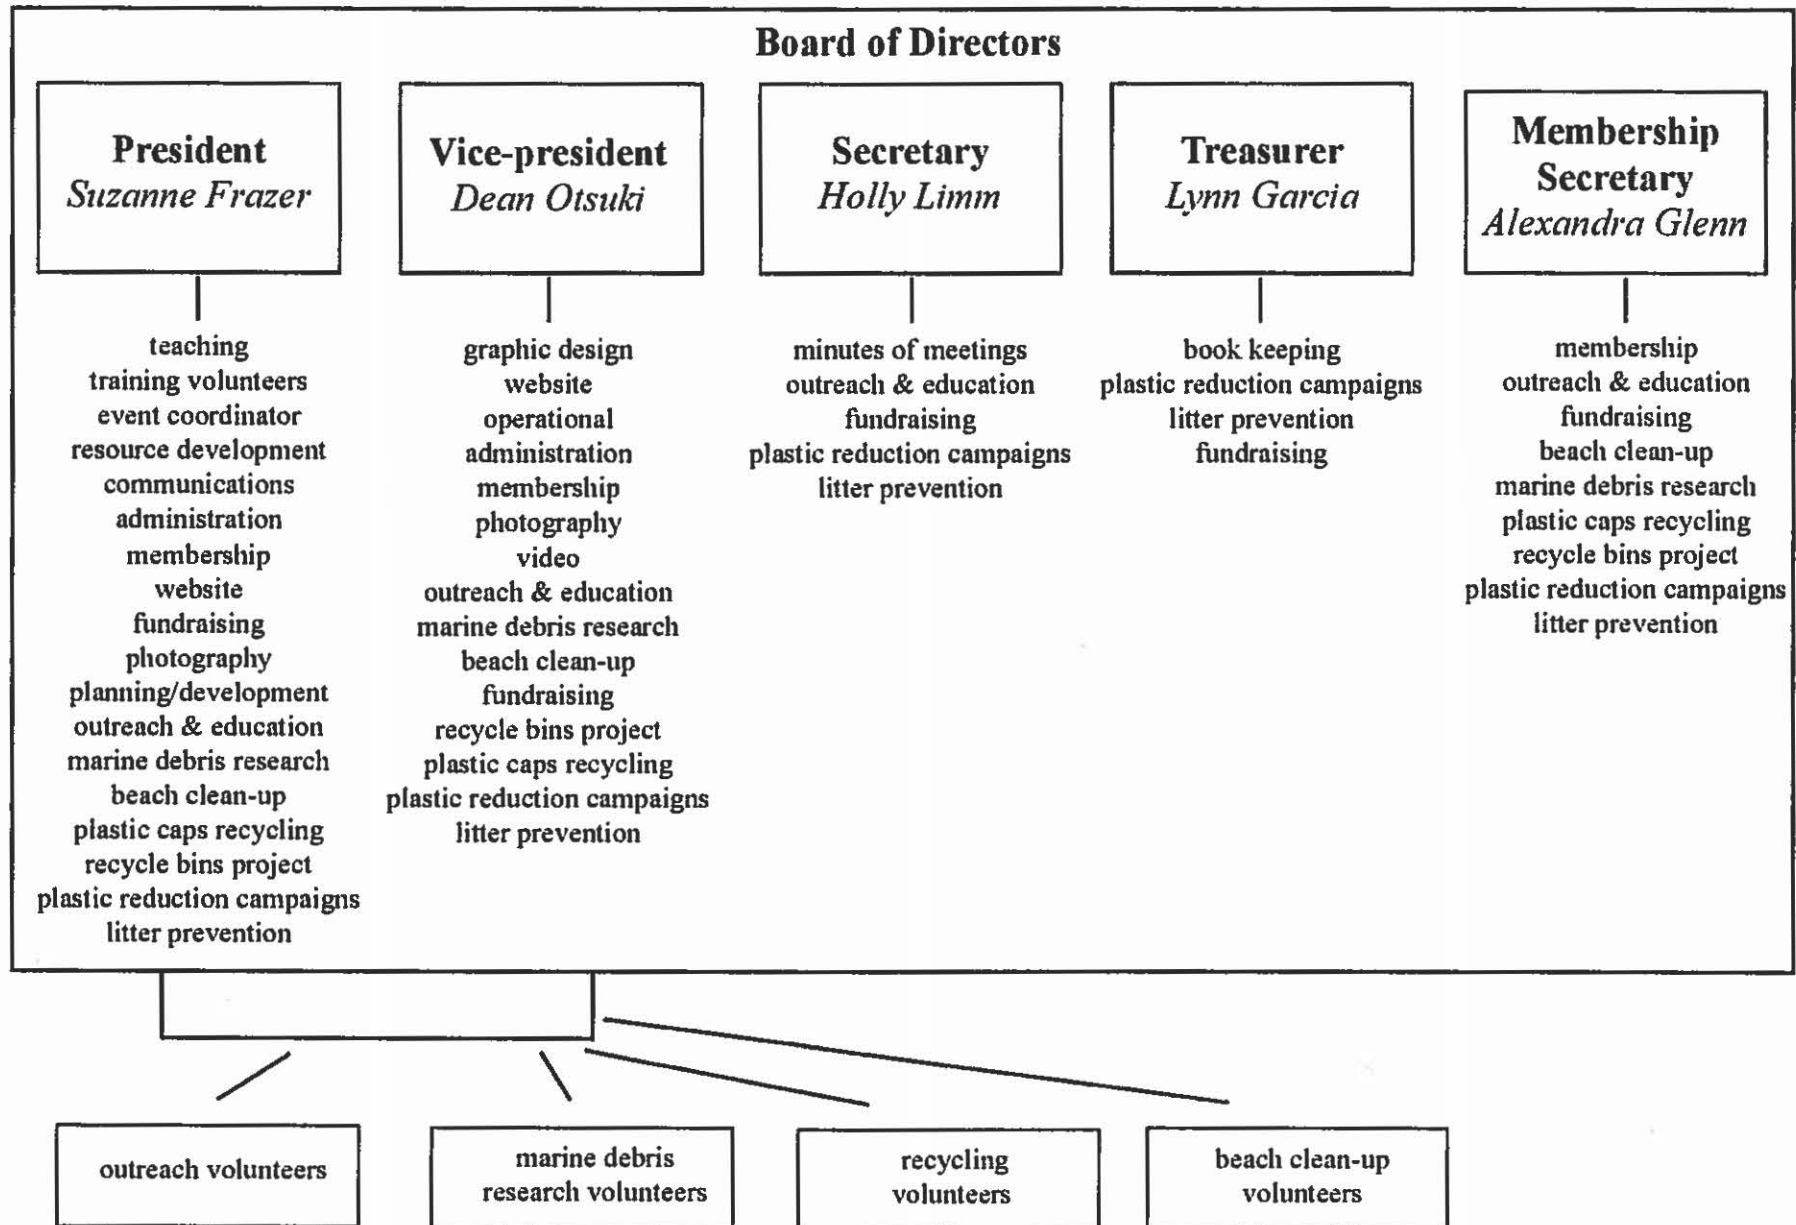 Board of Directors
President
Suzanne Frazer
teaching
training volunteers
event coordinator
resource development
communications
administration
membership
website
fundraising
photography
planning/development
outreach & education
marine debris research
beach clean-up
plastic caps recycling
recycle bins project
plastic reduction campaigns
litter prevention
Vice-president
Dean Otsuki
graphic design
website
operational
administration
membership
photography
video
outreach & education
marine debris research
beach clean-up
fundraising
recycle bins project
plastic caps recycling
plastic reduction campaigns
litter prevention
Secretary
Holly Limm
minutes of meetings
outreach & education
fundraising
plastic reduction campaigns
litter prevention
Treasurer
Lynn Garcia
book keeping
plastic reduction campaigns
litter prevention
fundraising
Membership
Secretary
Alexandra Glenn
membership
outreach & education
fundraising
beach clean-up
marine debris research
plastic caps recycling
recycle bins project
plastic reduction campaigns
litter prevention
outreach volunteers
marine debris
research volunteers
recycling
volunteers
beach clean-up
volunteers